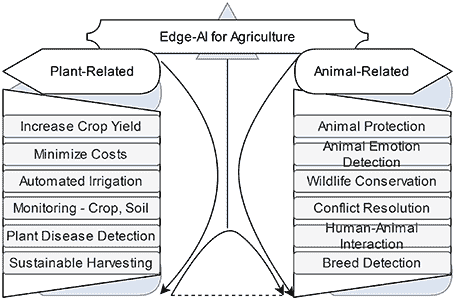 Edge-AI for Agriculture
Plant-Related
Increase Crop Yield
Minimize Costs
Automated Irrigation
Monitoring - Crop, Soil
Plant Disease Detection
Sustainable Harvesting
Animal-Related
Animal Protection
Animal Emotion
Detection
Wildlife Conservation
Conflict Resolution
Human-Animal
Interaction
Breed Detection